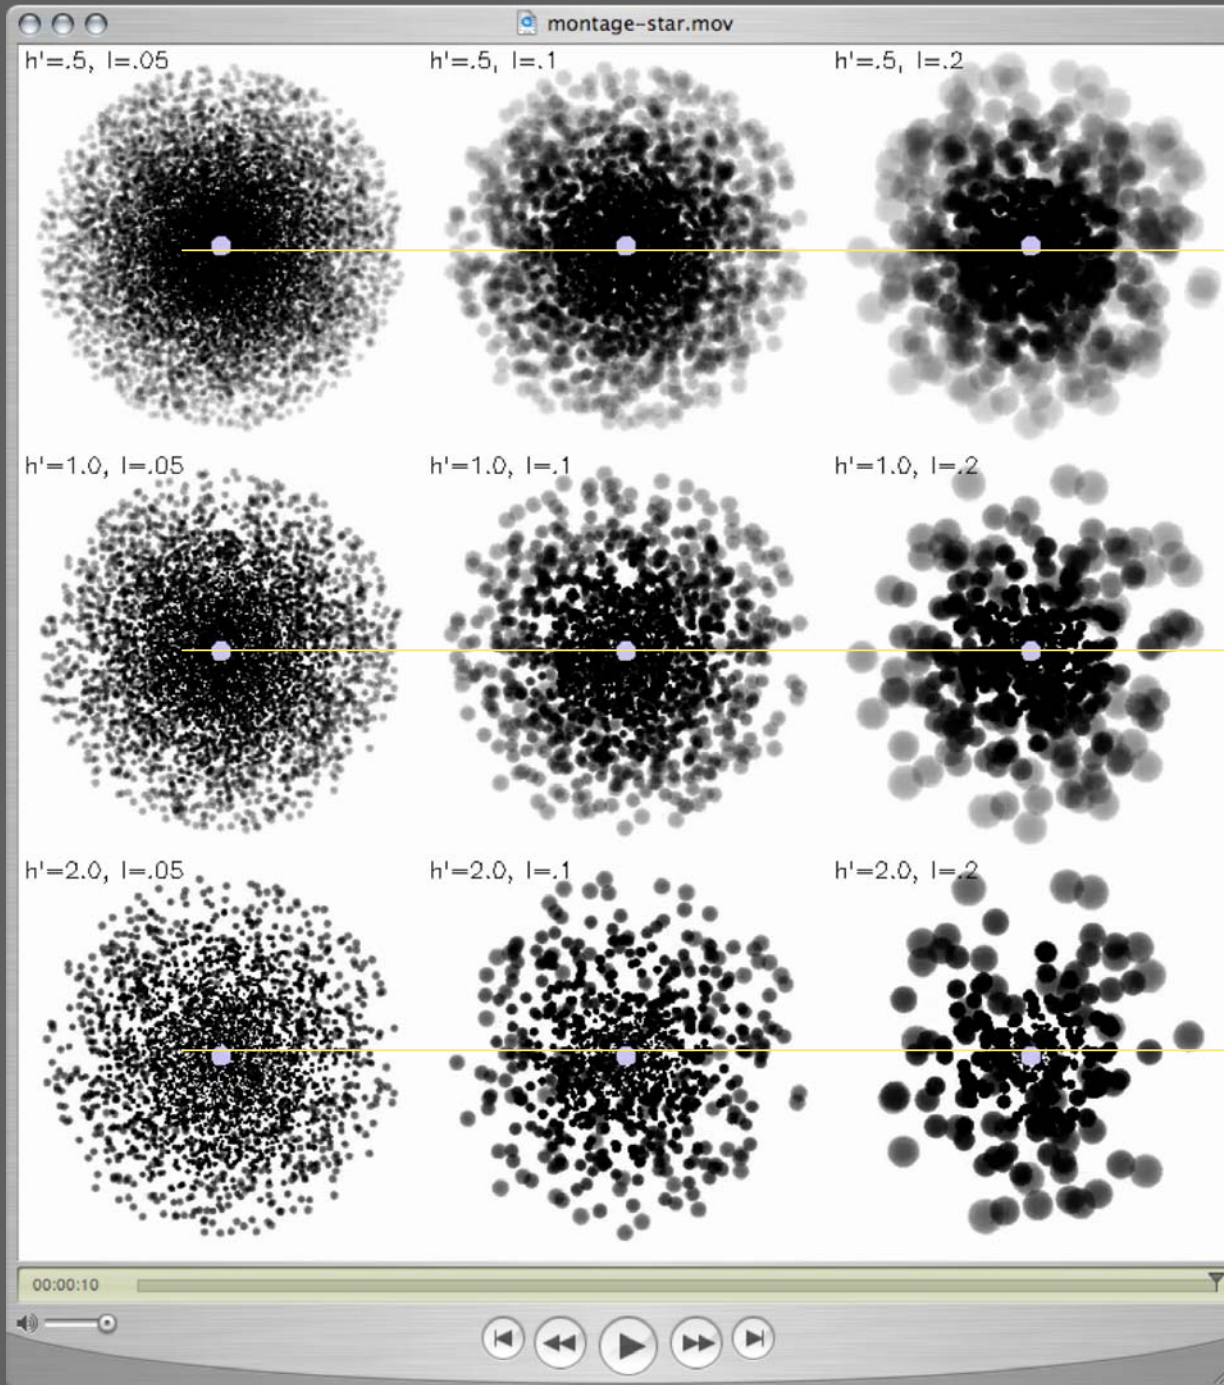 montage-star.mov
h'=.5, l=.05
h'=.5, l=.1
h'=.5, l=.2
h'=1.0, l=.05
h'=1.0, l=.1
h'=1.0, l=.2
h'=2.0, l=.05
h'=2.0, l=.1
h'=2.0, l=.2
00:00:10